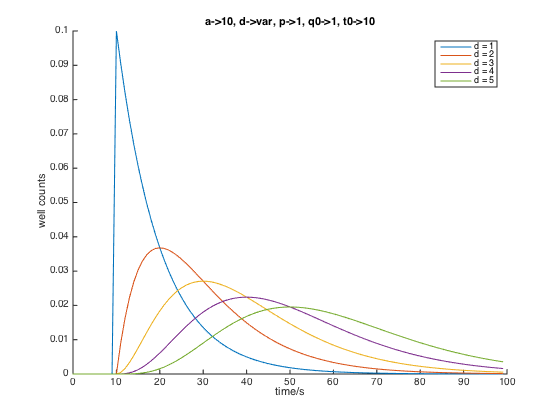 a->10, d->var, p->1, q0->1, t0->10
d = 1
d = 2
d = 3
d = 4
d = 5
0.1
0.09
0.08
0.07
0.06
0.05
0.04
0.03
0.02
0.01
0
well counts
0 10 20 30 40 50 60 70 80 90 100
time/s